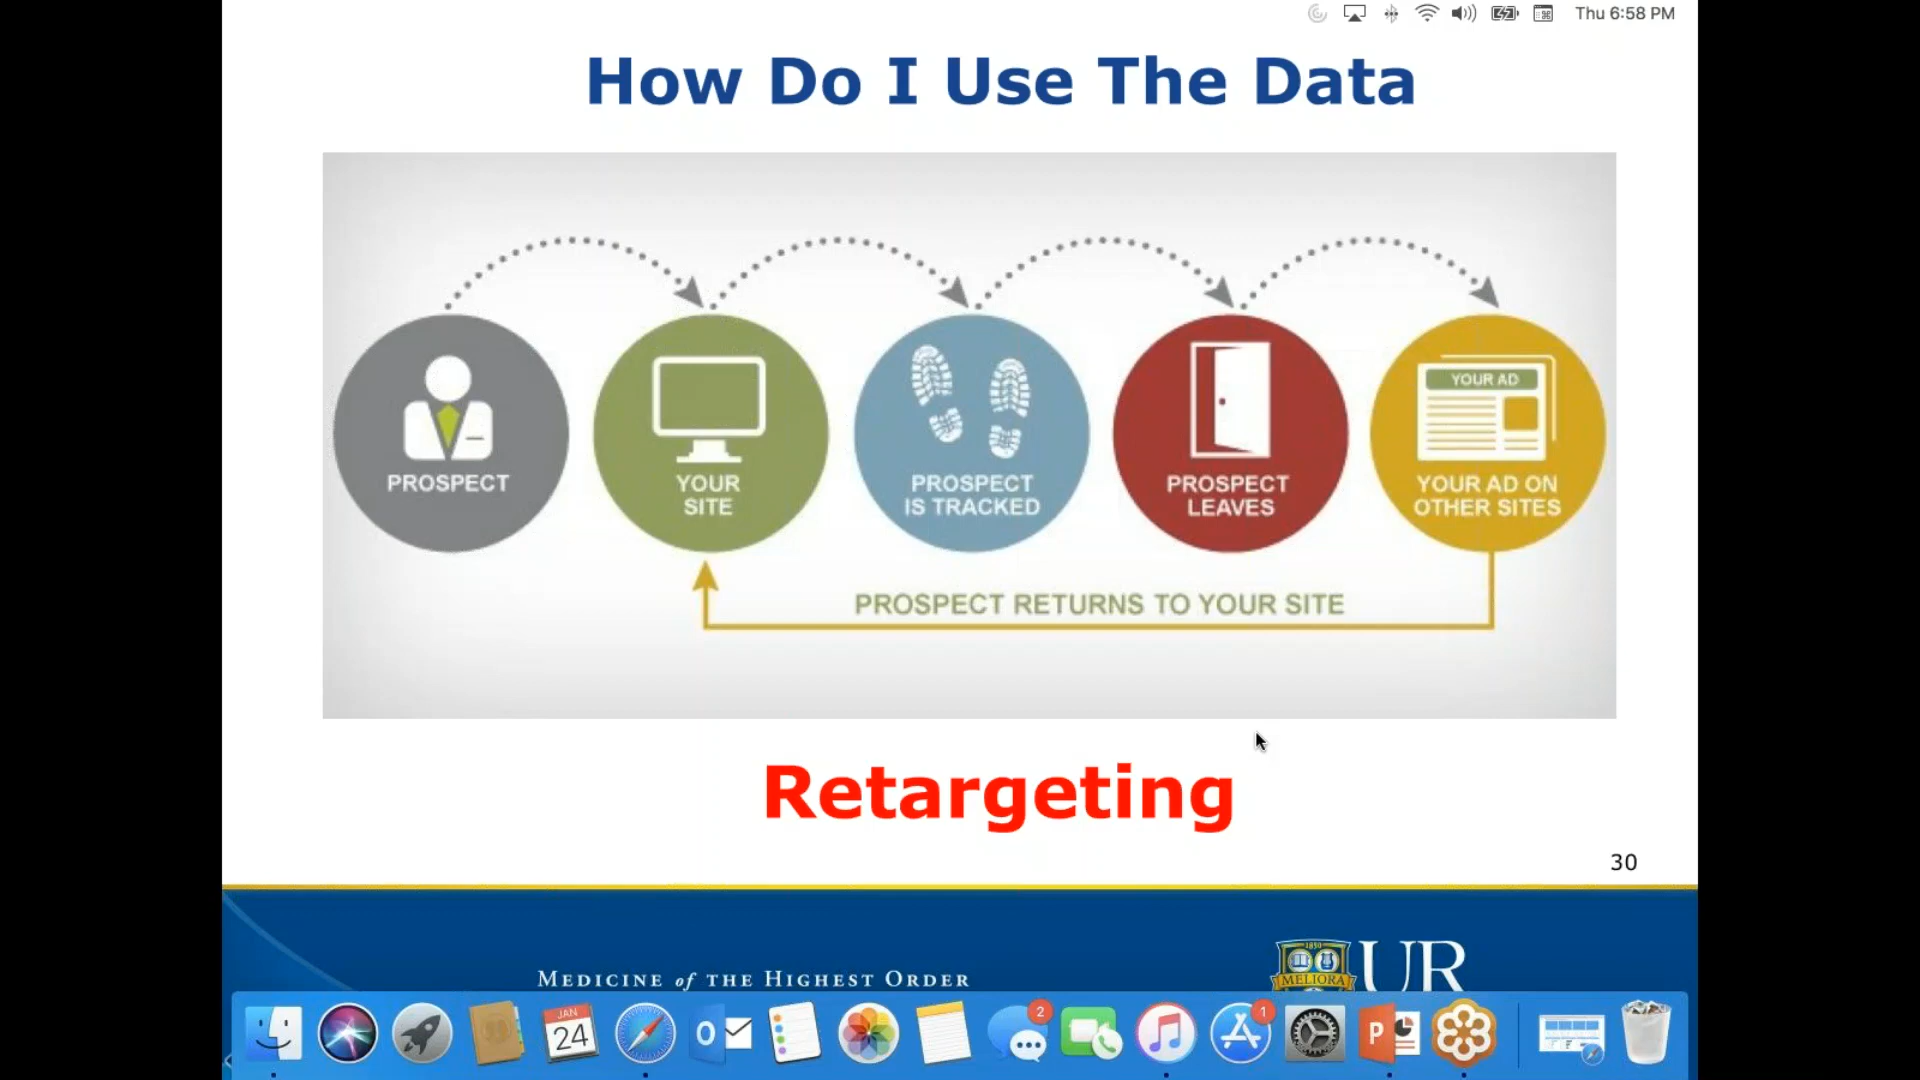 Thu 6:58 PM
How Do I Use The Data
PROSPECT
YOUR
SITE
PROSPECT
IS TRACKED
PROSPECT
LEAVES
YOUR AD
YOUR AD ON
OTHER SITES
PROSPECT RETURNS TO YOUR SITE
Retargeting
30
MEDICINE of THE HIGHEST ORDER
1850
MELIORA
UR
JAN
24
O
2
1
P